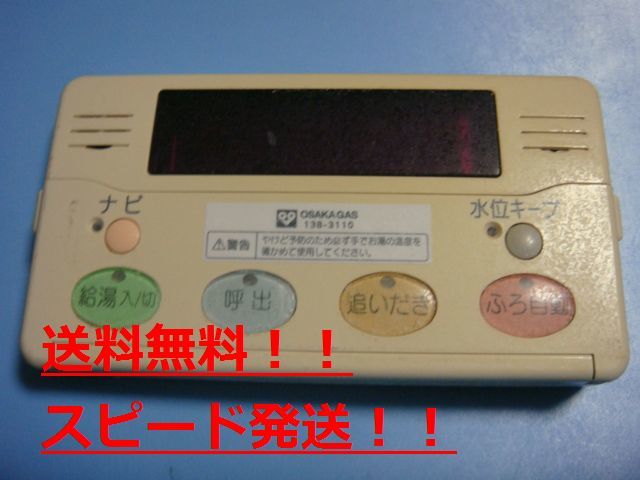 ナビ
OSAKA GAS
138-3110
水位キープ
警告
やけど予防のため必ず手でお湯の温度を
確かめて使用してください。
給湯入/切
呼出
追いだき
ふろ自動
送料無料！！
スピード発送！！